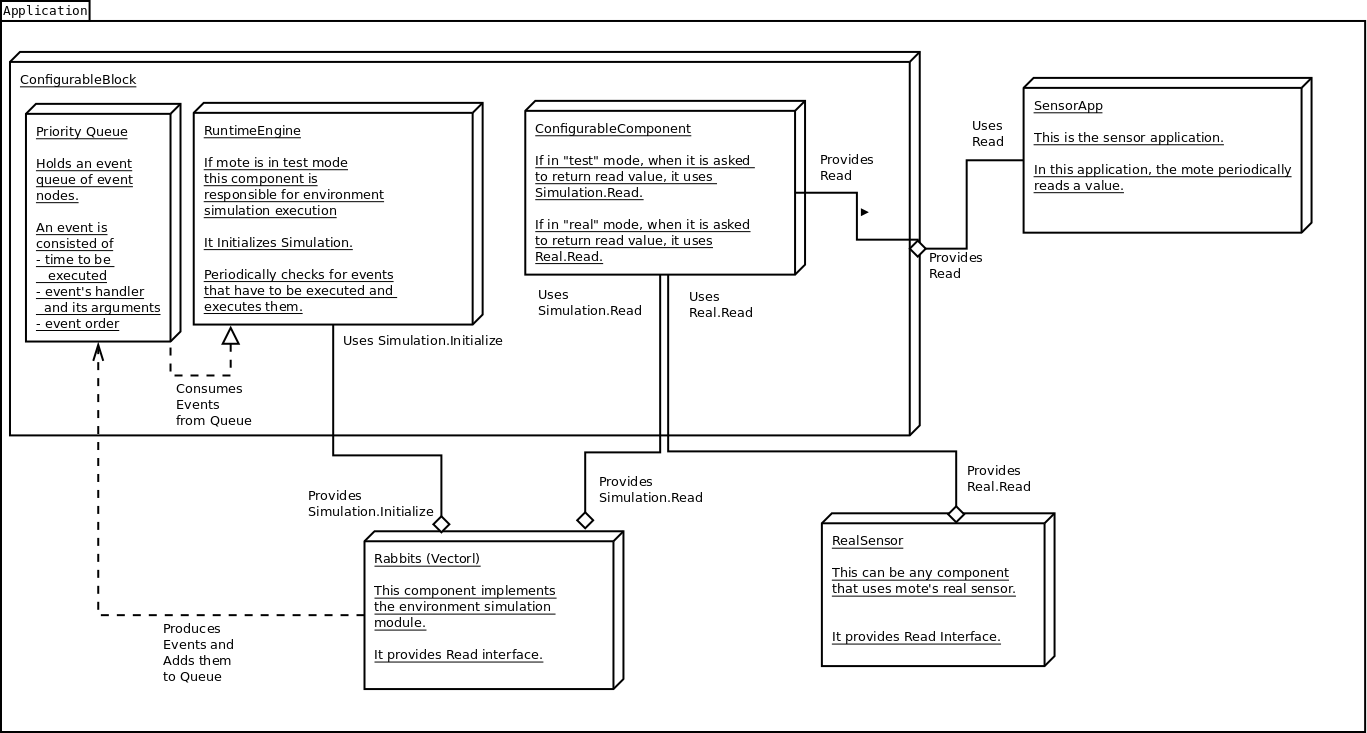 Application
ConfigurableBlock
Priority Queue
Holds an event
queue of event
nodes.
An event is
consisted of
- time to be
executed
- event's handler
and its arguments
- event order
RuntimeEngine
If mote is in test mode
this component is
responsible for environment
simulation execution
It Initializes Simulation.
Periodically checks for events
that have to be executed and
executes them.
ConfigurableComponent
If in "test" mode, when it is asked
to return read value, it uses
Simulation.Read.
If in "real" mode, when it is asked
to return read value, it uses
Real.Read.
Provides
Read
Uses
Read
SensorApp
This is the sensor application.
In this application, the mote periodically
reads a value.
Provides
Read
Uses
Simulation.Read
Uses
Real.Read
Uses Simulation.Initialize
Consumes
Events
from Queue
Provides
Simulation.Initialize
Provides
Simulation.Read
Provides
Real.Read
Rabbits (Vectorl)
This component implements
the environment simulation
module.
It provides Read interface.
RealSensor
This can be any component
that uses mote's real sensor.
It provides Read Interface.
Produces
Events and
Adds them
to Queue